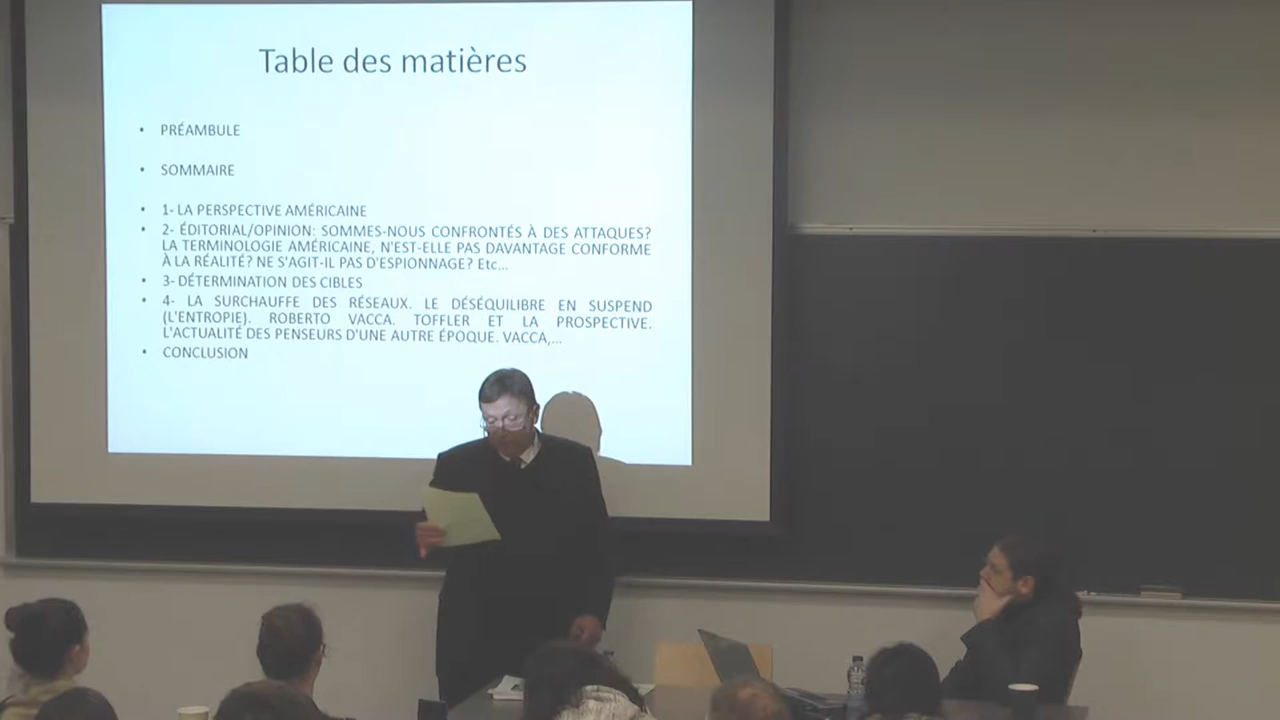 Table des matières
• PRÉAMBULE
• SOMMAIRE
• 1- LA PERSPECTIVE AMÉRICAINE
• 2- ÉDITORIAL/OPINION: SOMMES-NOUS CONFRONTÉS À DES ATTAQUES?
LA TERMINOLOGIE AMÉRICAINE, N'EST-ELLE PAS DAVANTAGE CONFORME
À LA RÉALITÉ? NE S'AGIT-IL PAS D'ESPIONNAGE? Etc...
• 3- DÉTERMINATION DES CIBLES
• 4- LA SURCHAUFFE DES RÉSEAUX. LE DÉSÉQUILIBRE EN SUSPEND
(L'ENTROPIE). ROBERTO VACCA. TOFFLER ET LA PROSPECTIVE.
L'ACTUALITÉ DES PENSEURS D'UNE AUTRE ÉPOQUE. VACCA,...
• CONCLUSION